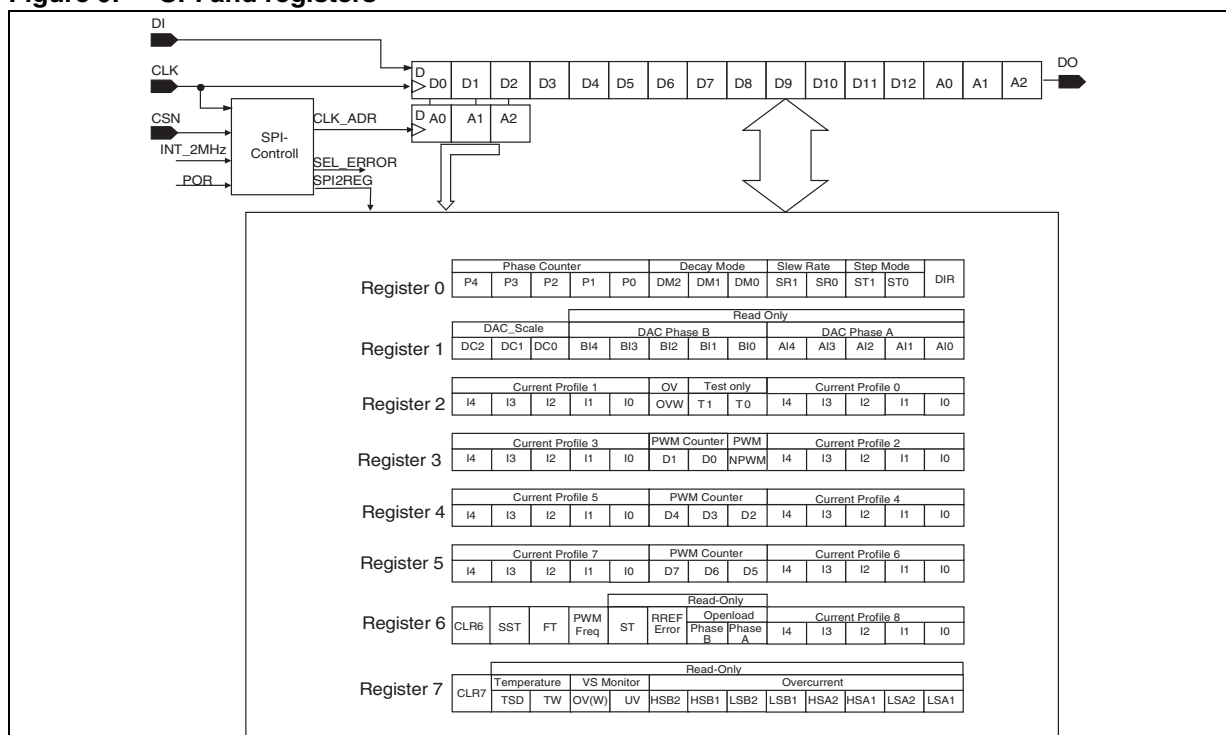 DI
CLK
CSN
INT_2MHz
POR
SPI-
Controll
CLK_ADR
SEL_ERROR
SPI2REG
D D0 D1 D2 D3 D4 D5 D6 D7 D8 D9 D10 D11 D12 A0 A1 A2
DO
D A0 A1 A2
Phase Counter Decay Mode Slew Rate Step Mode
Register 0 P4 P3 P2 P1 P0 DM2 DM1 DM0 SR1 SR0 ST1 ST0 DIR
Read Only
DAC_Scale DAC Phase B DAC Phase A
Register 1 DC2 DC1 DC0 BI4 BI3 BI2 BI1 BI0 AI4 AI3 AI2 AI1 AI0
Current Profile 1 OV Test only Current Profile 0
Register 2 I4 I3 I2 I1 I0 OVW T1 T0 I4 I3 I2 I1 I0
Current Profile 3 PWM Counter PWM Current Profile 2
Register 3 I4 I3 I2 I1 I0 D1 D0 NPWM I4 I3 I2 I1 I0
Current Profile 5 PWM Counter Current Profile 4
Register 4 I4 I3 I2 I1 I0 D4 D3 D2 I4 I3 I2 I1 I0
Current Profile 7 PWM Counter Current Profile 6
Register 5 I4 I3 I2 I1 I0 D7 D6 D5 I4 I3 I2 I1 I0
Read-Only
Openload Current Profile 8
Register 6 CLR6 SST FT PWM Freq ST RREF Error Phase B Phase A I4 I3 I2 I1 I0
Read-Only
Temperature VS Monitor Overcurrent
Register 7 CLR7 TSD TW OV(W) UV HSB2 HSB1 LSB2 LSB1 HSA2 HSA1 LSA2 LSA1